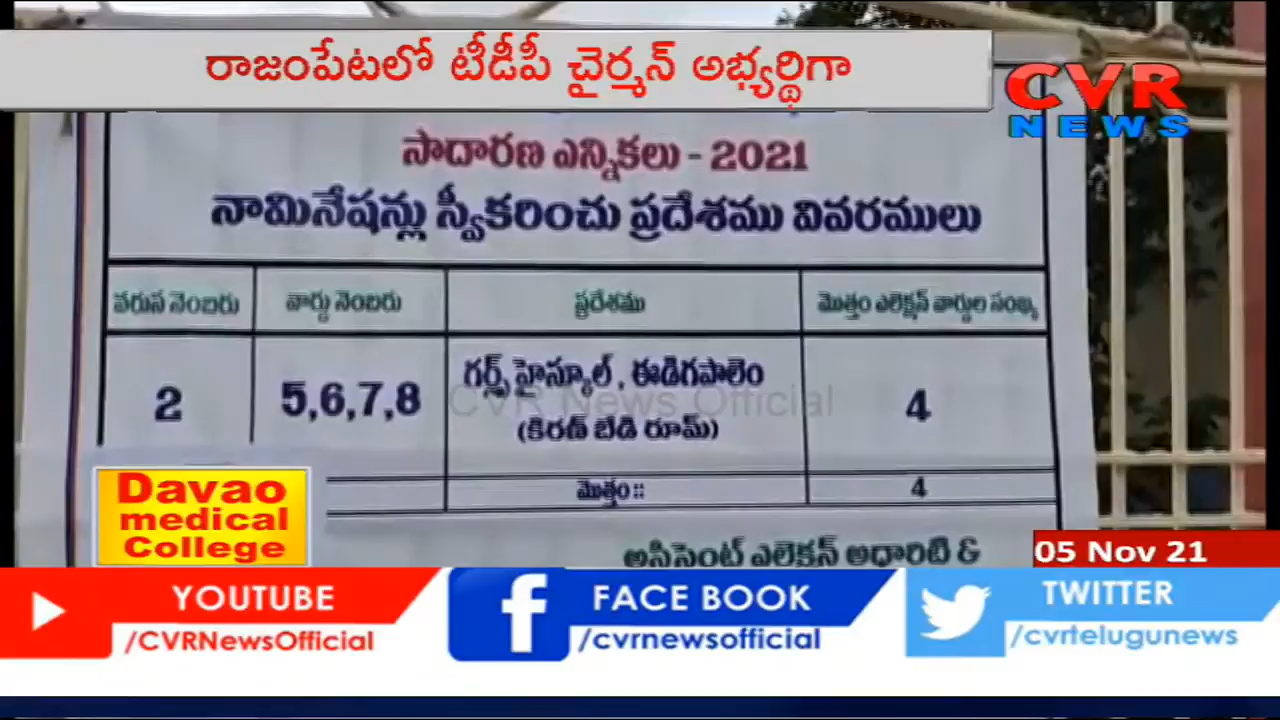 రాజంపేటలో టీడీపీ చైర్మన్ అభ్యర్థిగా
CVR
NEWS
సాదారణ ఎన్నికలు - 2021
నామినేషన్లు స్వీకరించు ప్రదేశము వివరములు
వరుస నెంబరు వార్డు నెంబరు ప్రదేశము మొత్తం ఎలెక్షన్ వార్డుల సంఖ్య
2 5,6,7,8 గర్ల్స్ హైస్కూల్, ఈడిగపాలెం 4
(కిరణ్ బేడి రూమ్)
CVR News Official
మొత్తం:: 4
అసిసెంట్ ఎలెక్షన్ అధారిటి &
Davao
medical
College
05 Nov 21
YOUTUBE
/CVRNewsOfficial
FACE BOOK
/cvrnewsofficial
TWITTER
/cvrtelugunews